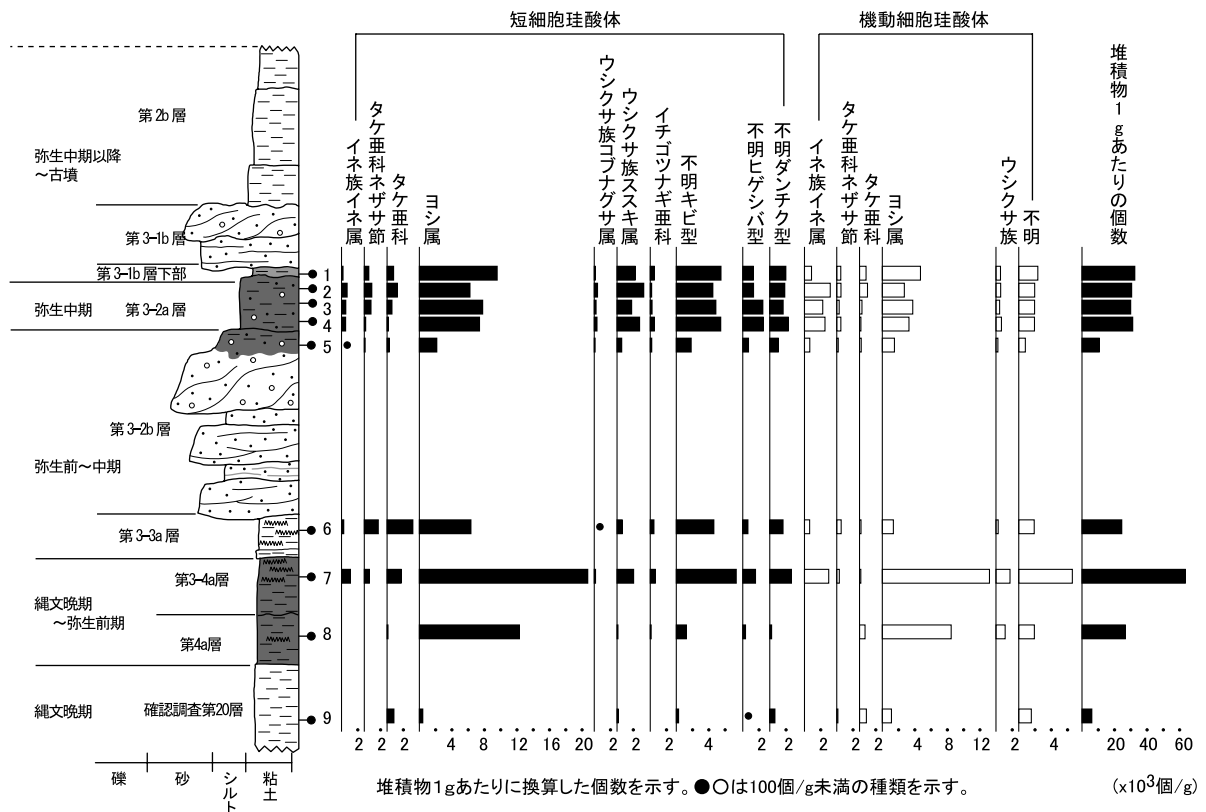 短細胞珪酸体
機動細胞珪酸体
イネ族イネ属
タケ亜科ネザサ節
タケ亜科
ヨシ属
ウシクサ族コブナグサ属
ウシクサ族ススキ属
イチゴツナギ亜科
不明キビ型
不明ヒゲシバ型
不明ダンチク型
イネ族イネ属
タケ亜科ネザサ節
タケ亜科
ヨシ属
ウシクサ族
不明
堆積物1gあたりの個数
第2b層
弥生中期以降
～古墳
第3-1b層
第3-1b層下部
弥生中期
第3-2a層
第3-2b層
弥生前～中期
第3-3a層
第3-4a層
縄文晩期
～弥生前期
第4a層
縄文晩期
確認調査第20層
1
2
3
4
5
6
7
8
9
2 2 2 4 8 12 16 20 2 2 2 4 2 2 2 2 2 4 8 12 2 4 20 40 60
礫
砂
シルト
粘土
堆積物1gあたりに換算した個数を示す。●○は100個/g未満の種類を示す。
(x10³個/g)